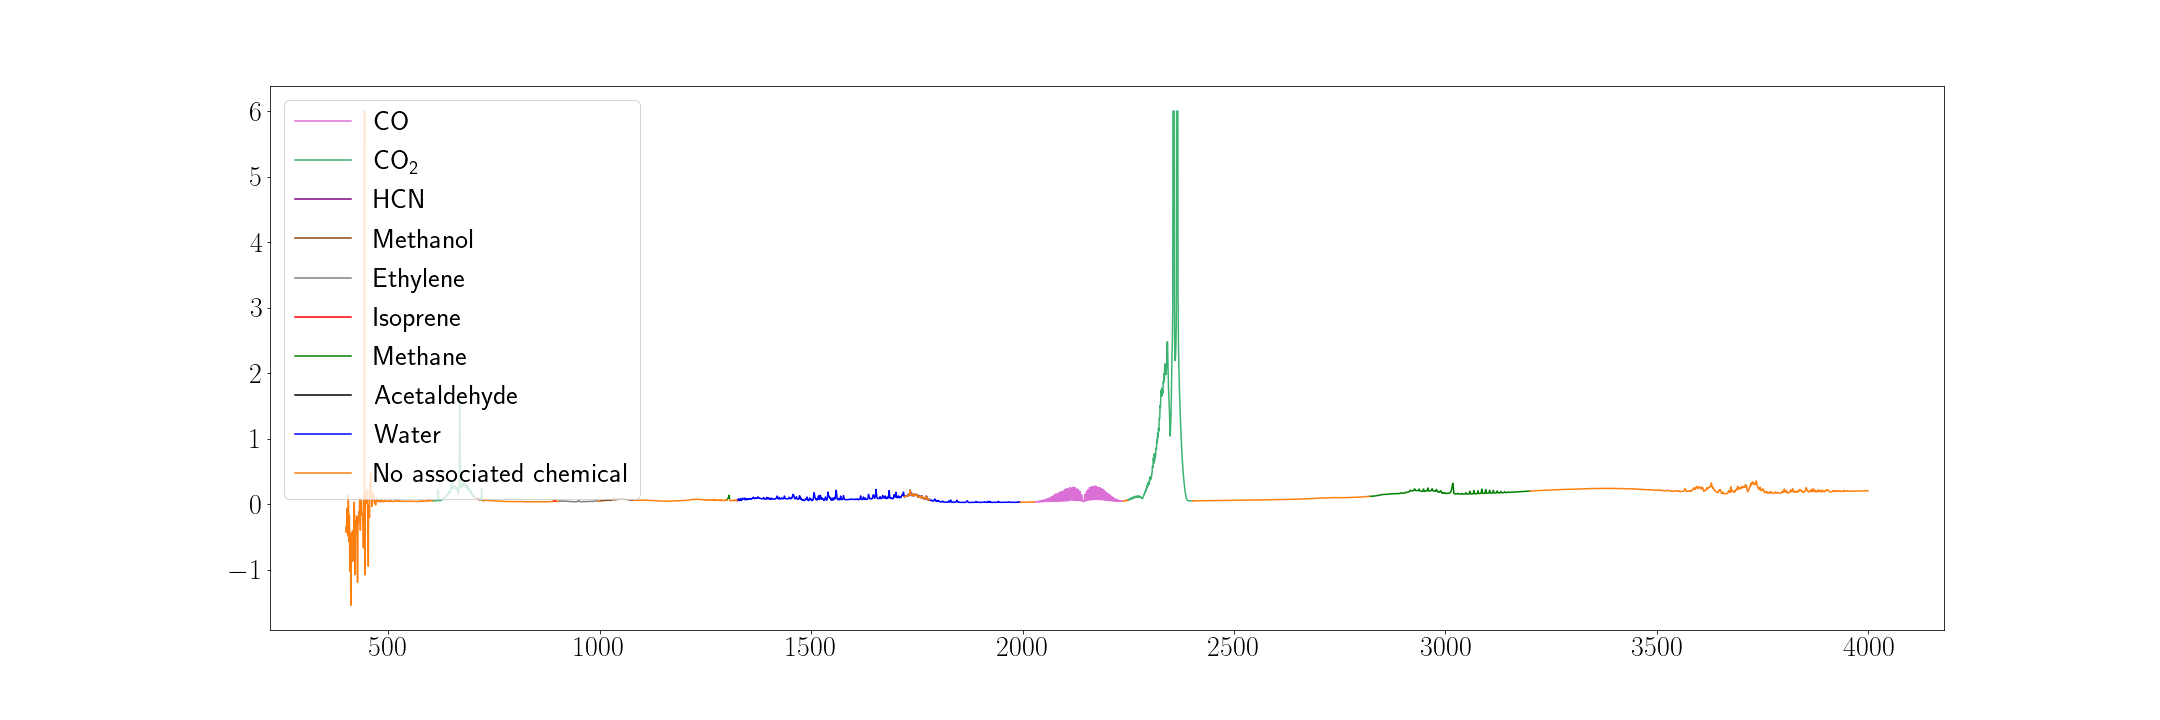 6
5
4
3
2
1
0
−1
CO
CO₂
HCN
Methanol
Ethylene
Isoprene
Methane
Acetaldehyde
Water
No associated chemical
500 1000 1500 2000 2500 3000 3500 4000